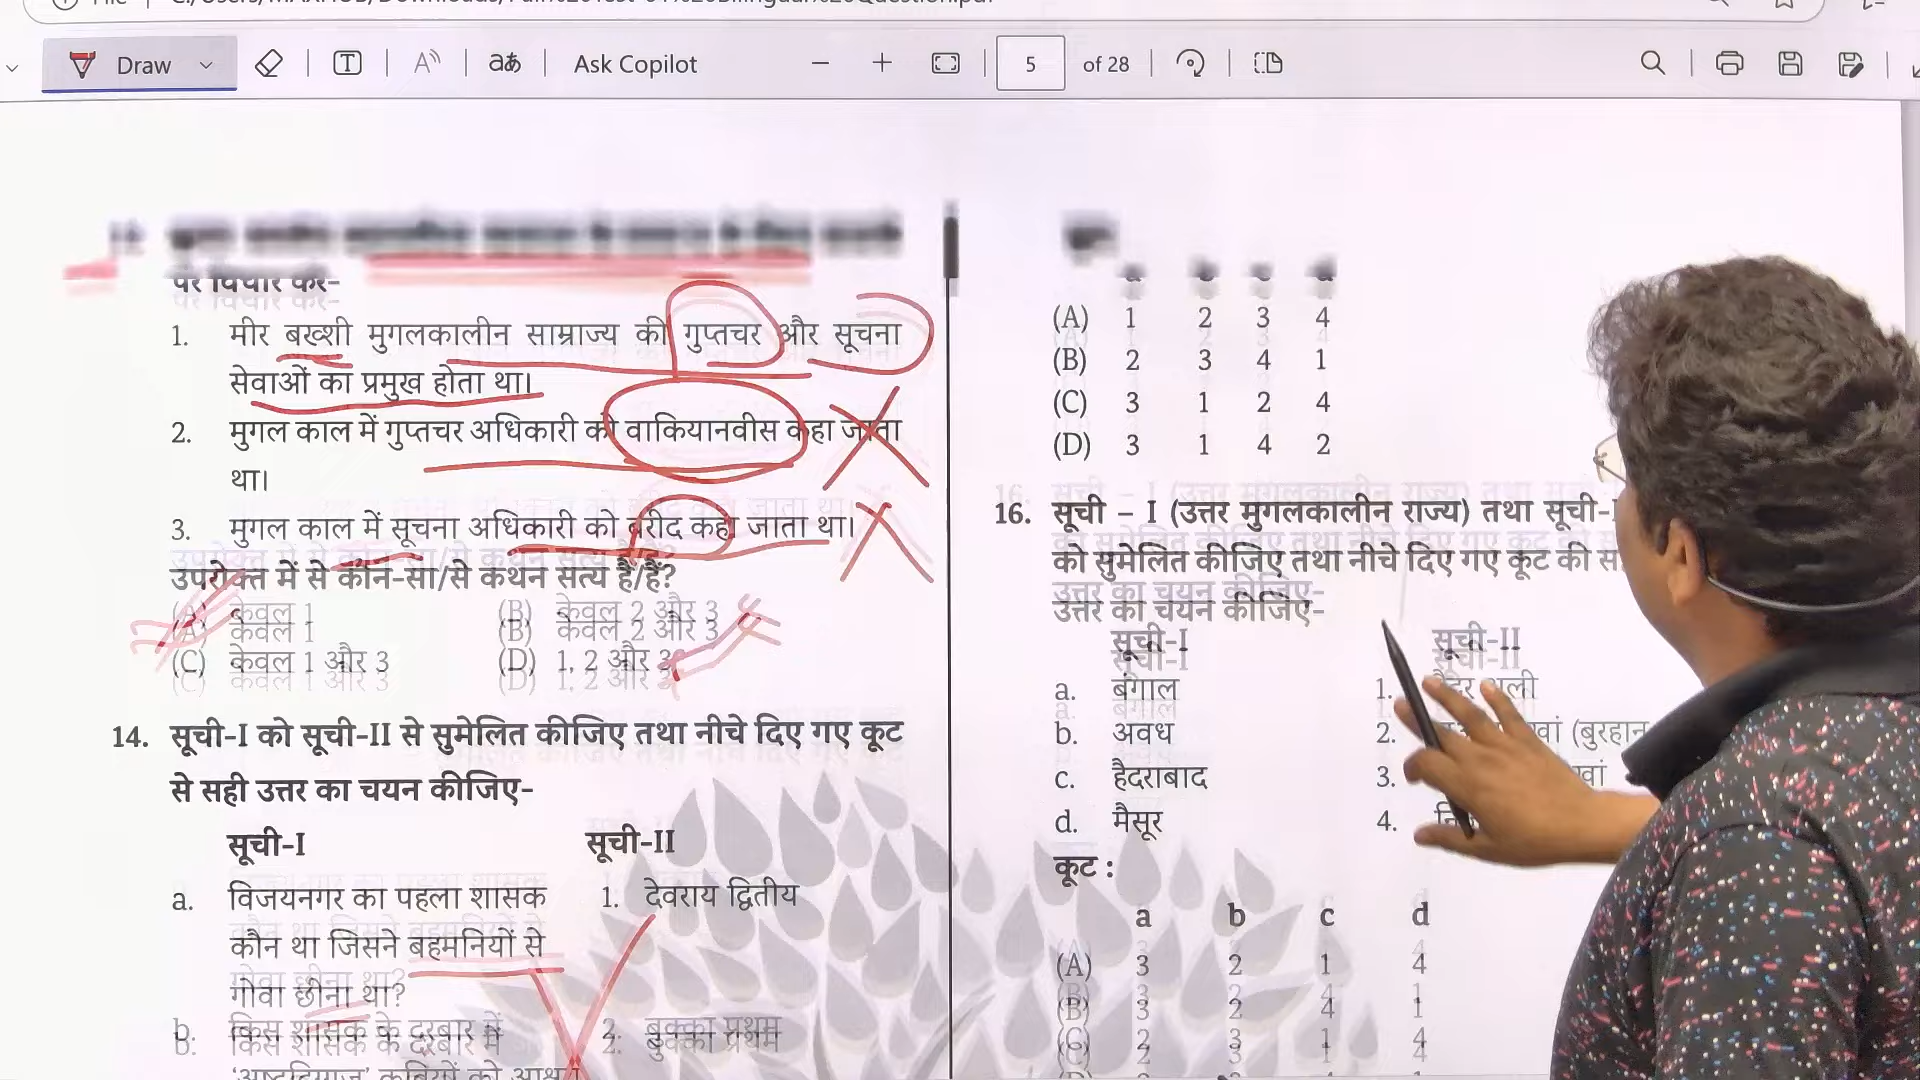 Draw
Ask Copilot
5 of 28
पर विचार करें-
1. मीर बख्शी मुगलकालीन साम्राज्य की गुप्तचर और सूचना
सेवाओं का प्रमुख होता था।
2. मुगल काल में गुप्तचर अधिकारी को वाकियानवीस कहा जाता
था।
3. मुगल काल में सूचना अधिकारी को बरीद कहा जाता था।
उपरोक्त में से कौन-सा/से कथन सत्य है/हैं?
(A) केवल 1 (B) केवल 2 और 3
(C) केवल 1 और 3 (D) 1, 2 और 3
14. सूची-I को सूची-II से सुमेलित कीजिए तथा नीचे दिए गए कूट
से सही उत्तर का चयन कीजिए-
सूची-I सूची-II
a. विजयनगर का पहला शासक 1. देवराय द्वितीय
कौन था जिसने बहमनियों से
गोवा छीना था?
b. किस शासक के दरबार में 2. बुक्का प्रथम
'अष्टदिग्गज' कवियों को
(A) 1 2 3 4
(B) 2 3 4 1
(C) 3 1 2 4
(D) 3 1 4 2
16. सूची – I (उत्तर मुगलकालीन राज्य) तथा सूची-
को सुमेलित कीजिए तथा नीचे दिए गए कूट की
उत्तर का चयन कीजिए-
सूची-I सूची-II
a. बंगाल 1.
b. अवध 2. (बुरहान
c. हैदराबाद 3.
d. मैसूर 4.
कूट :
a b c d
(A) 3 2 1 4
(B) 3 2 4 1
(C) 2 3 1 4